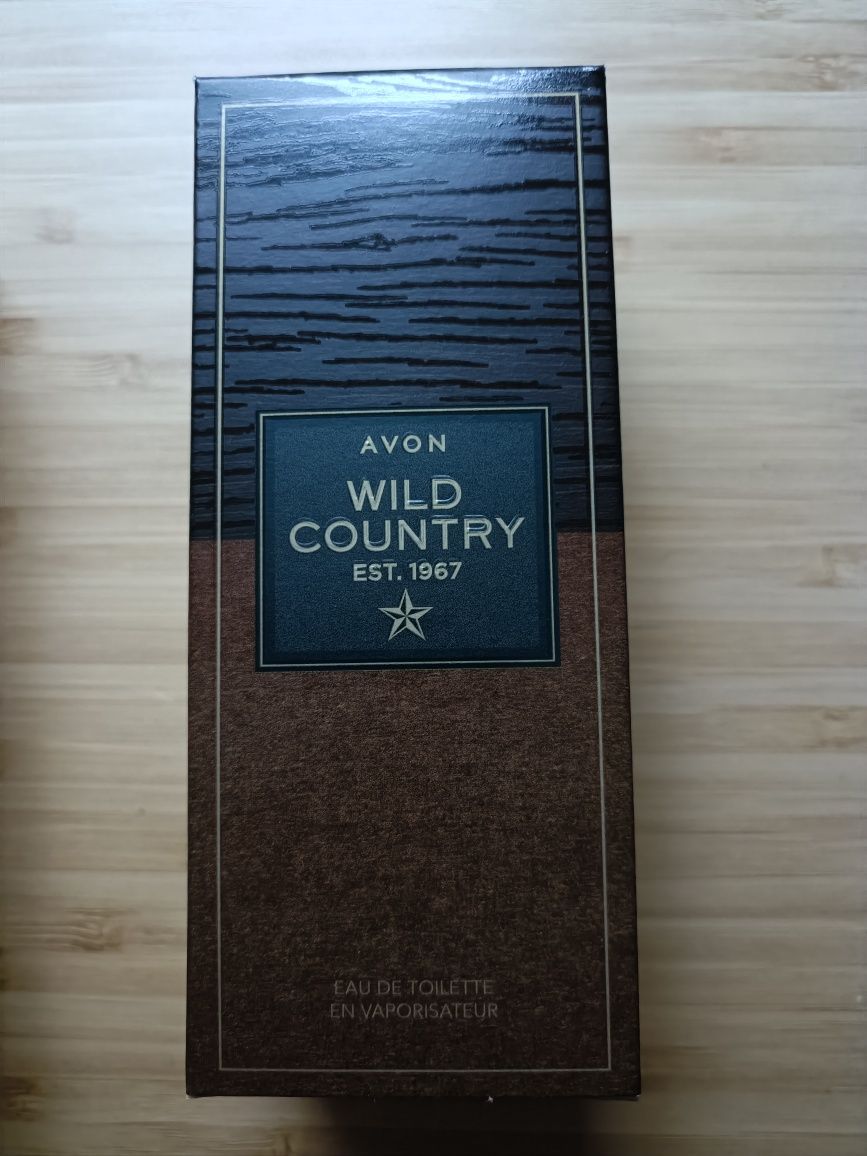 AVON
WILD
COUNTRY
EST. 1967
EAU DE TOILETTE
EN VAPORISATEUR